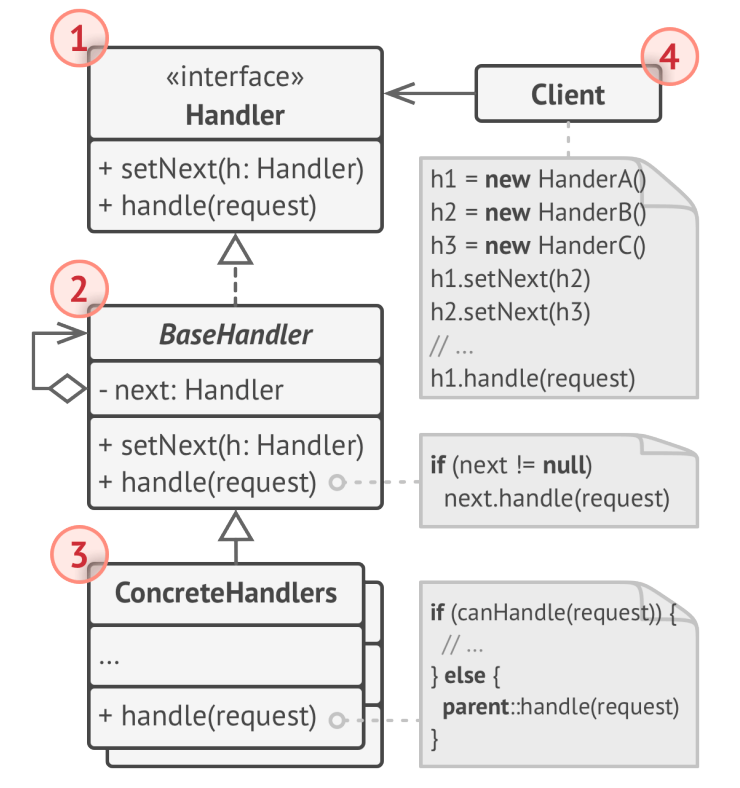 1
«interface»
Handler
+ setNext(h: Handler)
+ handle(request)
4
Client
h1 = new HanderA()
h2 = new HanderB()
h3 = new HanderC()
h1.setNext(h2)
h2.setNext(h3)
// ...
h1.handle(request)
2
BaseHandler
- next: Handler
+ setNext(h: Handler)
+ handle(request)
if (next != null)
next.handle(request)
3
ConcreteHandlers
...
+ handle(request)
if (canHandle(request)) {
// ...
} else {
parent::handle(request)
}